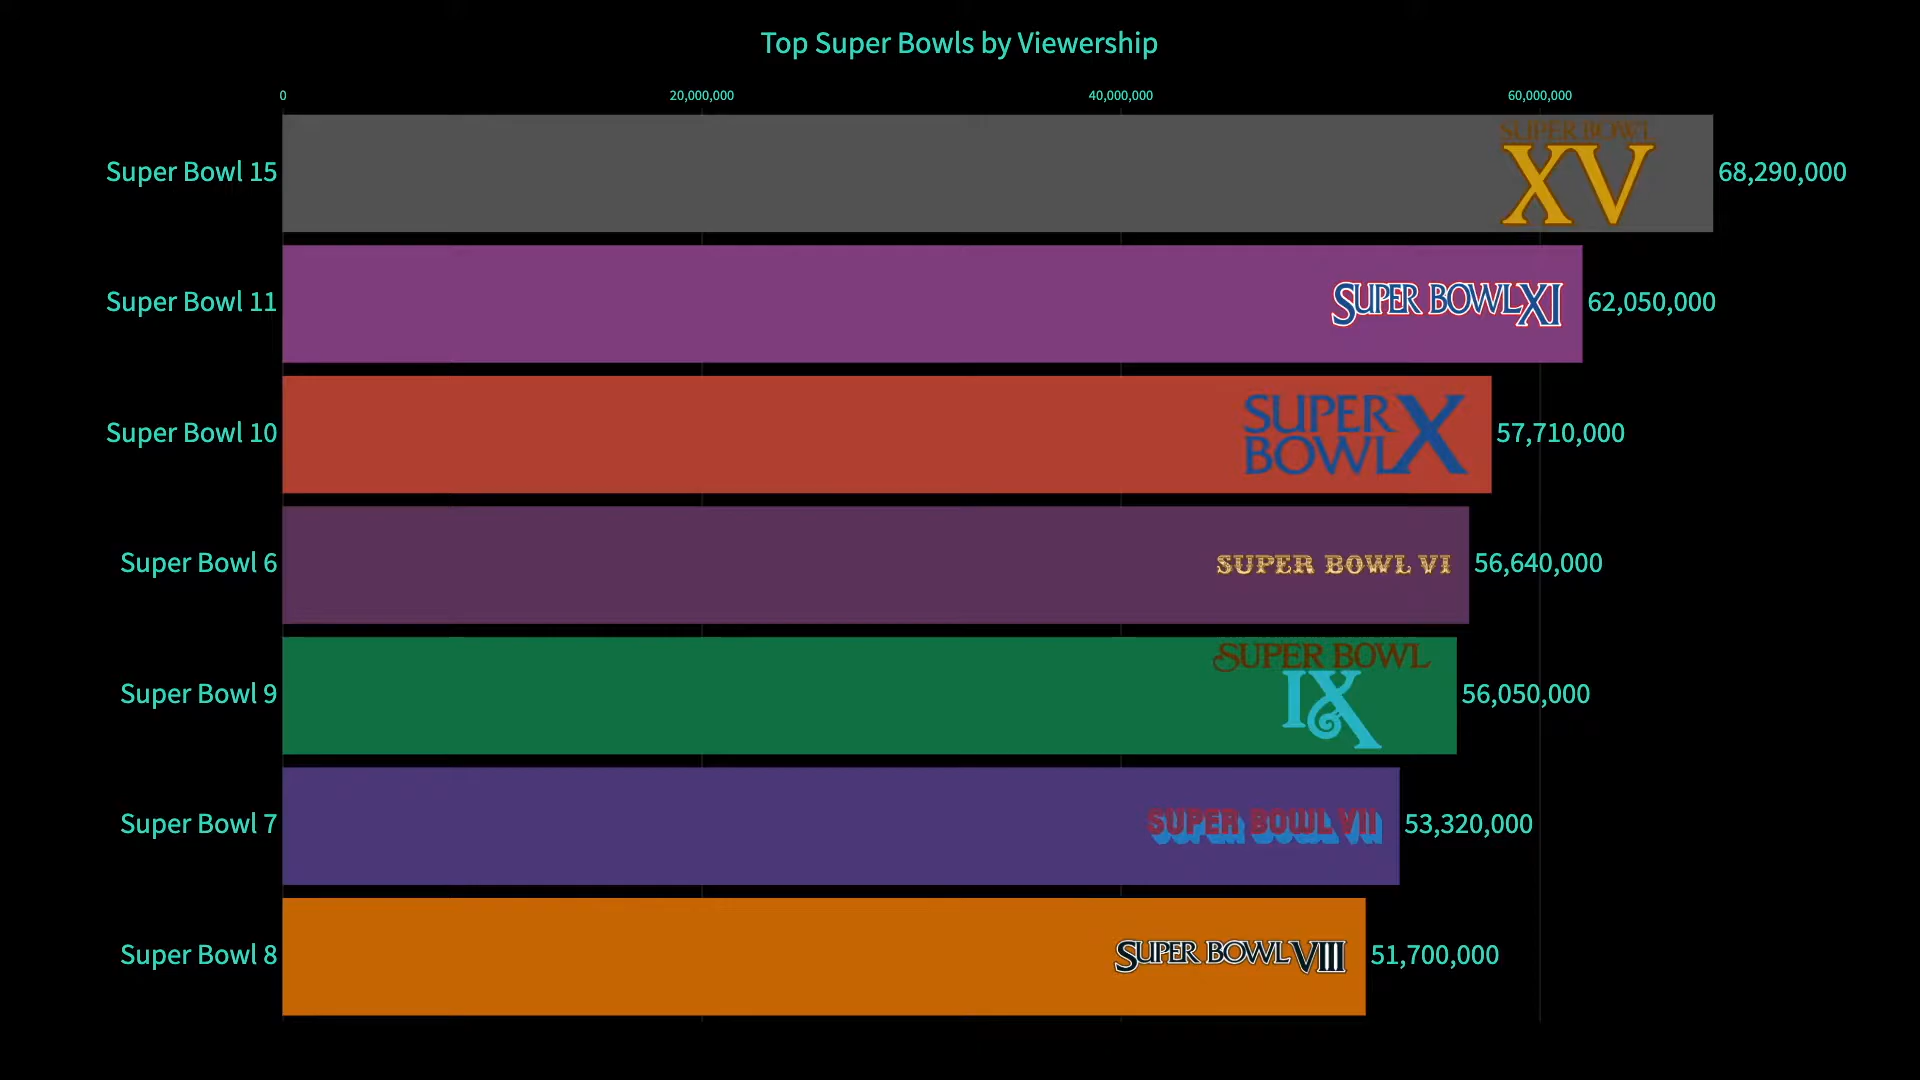 Top Super Bowls by Viewership
0 20,000,000 40,000,000 60,000,000
Super Bowl 15 SUPER BOWL XV 68,290,000
Super Bowl 11 SUPER BOWL XI 62,050,000
Super Bowl 10 SUPER BOWL X 57,710,000
Super Bowl 6 SUPER BOWL VI 56,640,000
Super Bowl 9 SUPER BOWL IX 56,050,000
Super Bowl 7 SUPER BOWL VII 53,320,000
Super Bowl 8 SUPER BOWL VIII 51,700,000